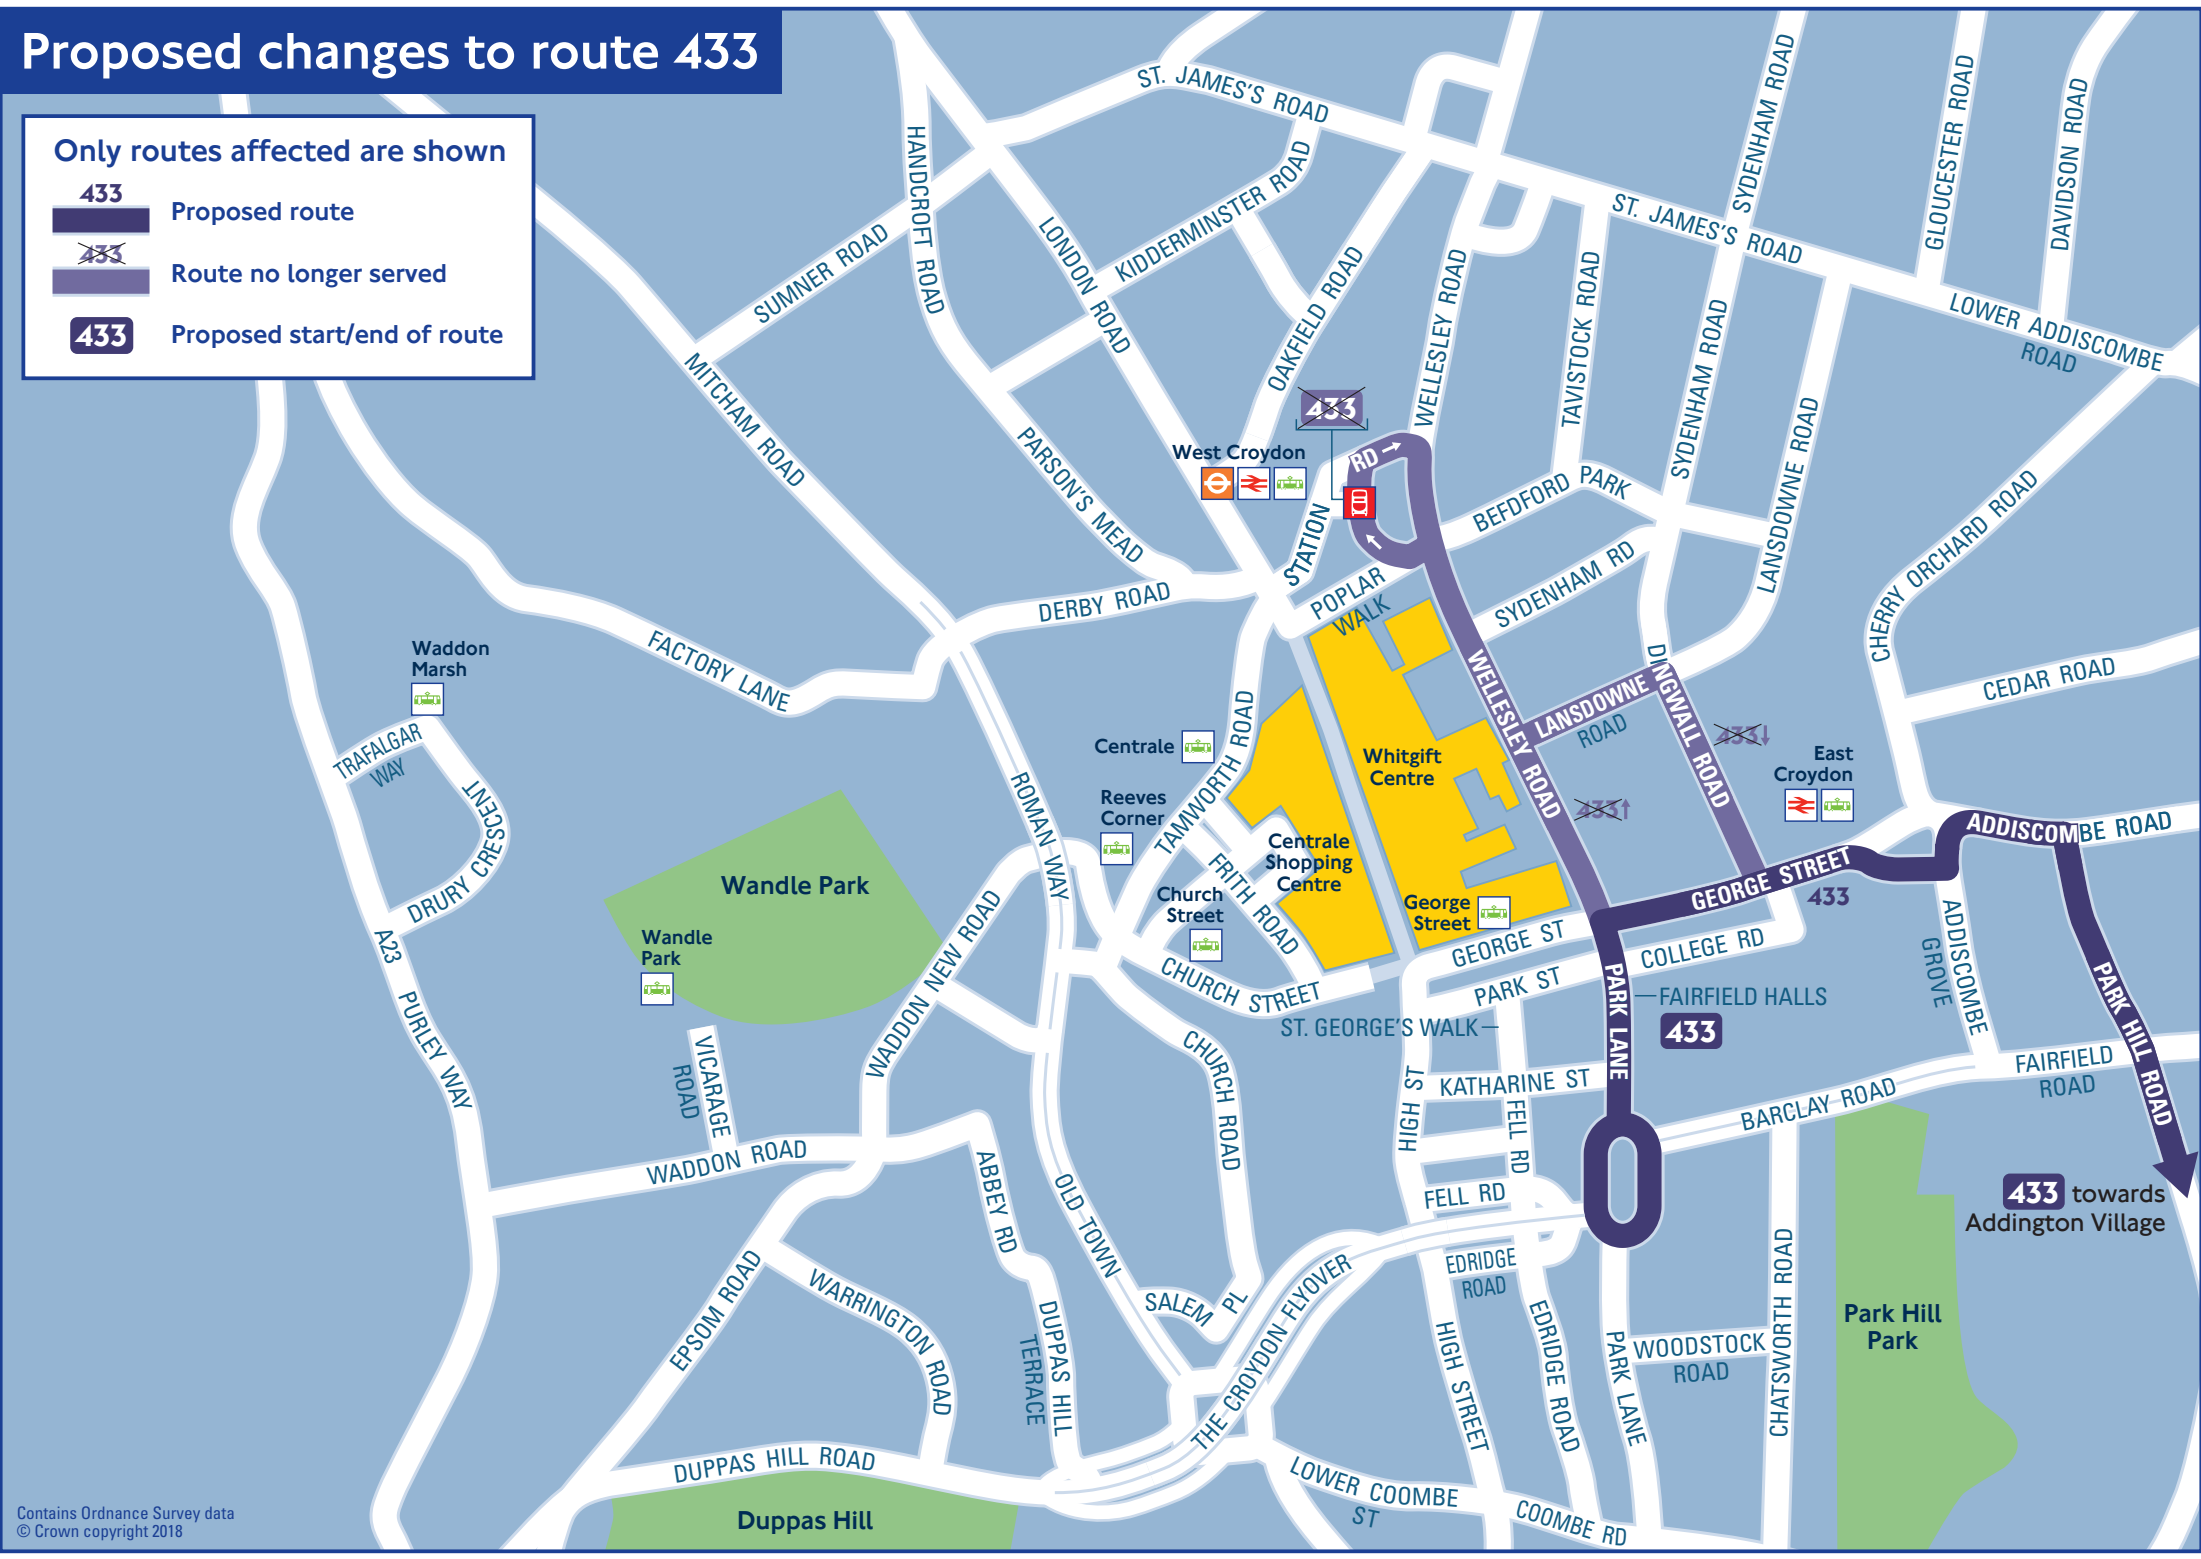 Proposed changes to route 433
Only routes affected are shown
433
Proposed route
433
Route no longer served
433 Proposed start/end of route
ST. JAMES'S ROAD
SYDENHAM ROAD
GLOUCESTER ROAD
DAVIDSON ROAD
HANDCROFT ROAD
KIDDERMINSTER ROAD
LONDON ROAD
SUMNER ROAD
ST. JAMES'S ROAD
LOWER ADDISCOMBE
ROAD
OAKFIELD ROAD
WELLESLEY ROAD
TAVISTOCK ROAD
SYDENHAM ROAD
LANSDOWNE ROAD
MITCHAM ROAD
PARSON'S MEAD
433
West Croydon
RD
STATION
BEDFORD PARK
CHERRY ORCHARD ROAD
SYDENHAM RD
DERBY ROAD
POPLAR
WALK
FACTORY LANE
Waddon
Marsh
TRAFALGAR
WAY
DRURY CRESCENT
CEDAR ROAD
WELLESLEY ROAD
LANSDOWNE
ROAD
DINGWALL ROAD
433
433
East
Croydon
Centrale
TAMWORTH ROAD
Whitgift
Centre
Reeves
Corner
ROMAN WAY
Centrale
Shopping
Centre
FRITH ROAD
Church
Street
George
Street
ADDISCOMBE ROAD
GEORGE STREET
433
Wandle Park
Wandle
Park
A23
PURLEY WAY
WADDON NEW ROAD
CHURCH STREET
GEORGE ST
COLLEGE RD
PARK ST
ADDISCOMBE
GROVE
PARK LANE
FAIRFIELD HALLS
433
ST. GEORGE'S WALK
PARK HILL ROAD
VICARAGE
ROAD
CHURCH ROAD
HIGH ST
KATHARINE ST
FELL RD
FAIRFIELD
ROAD
BARCLAY ROAD
WADDON ROAD
ABBEY RD
OLD TOWN
FELL RD
433 towards
Addington Village
EDRIDGE
ROAD
EPSOM ROAD
WARRINGTON ROAD
SALEM PL
THE CROYDON FLYOVER
DUPPAS HILL
TERRACE
HIGH STREET
EDRIDGE ROAD
PARK LANE
WOODSTOCK
ROAD
CHATSWORTH ROAD
Park Hill
Park
DUPPAS HILL ROAD
LOWER COOMBE
ST
COOMBE RD
Duppas Hill
Contains Ordnance Survey data
© Crown copyright 2018